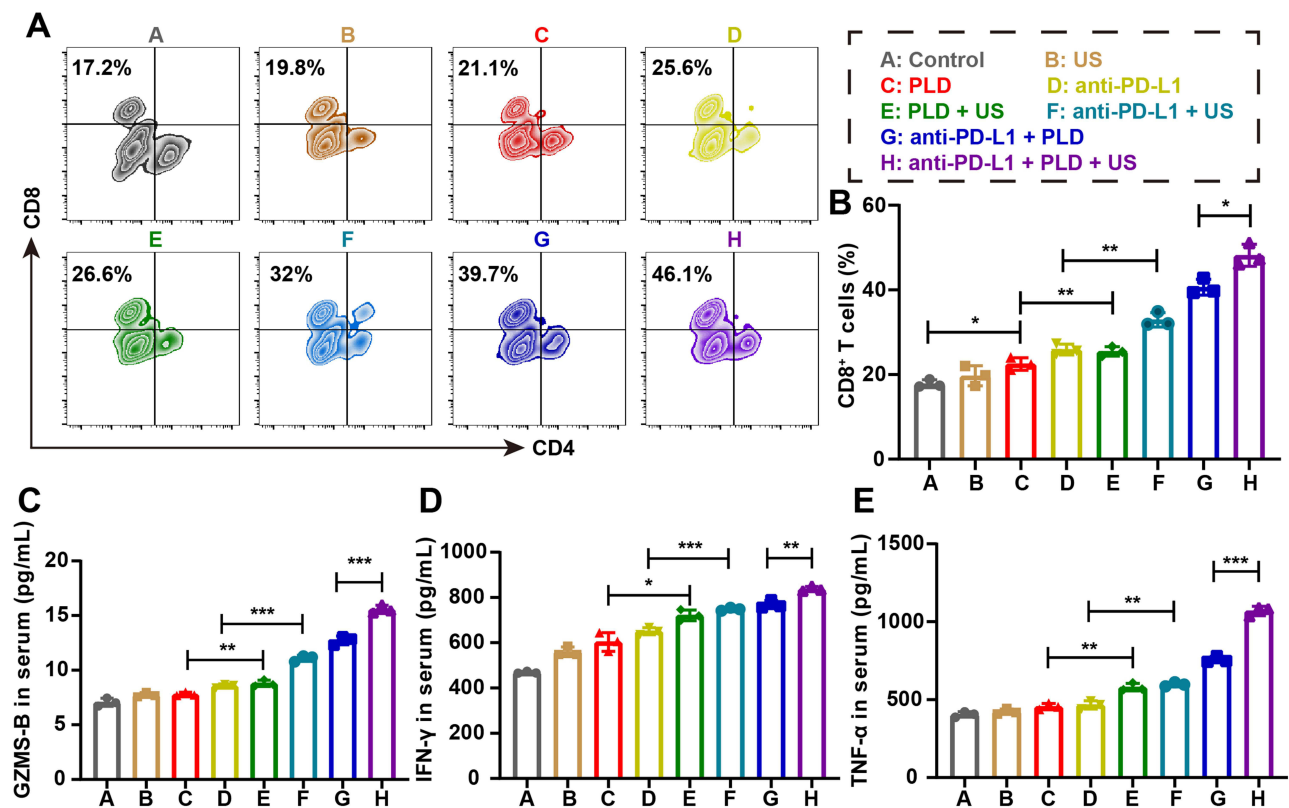 A
A
B
C
D
17.2%
19.8%
21.1%
25.6%
E
F
G
H
26.6%
32%
39.7%
46.1%
CD8
CD4
A: Control B: US
C: PLD D: anti-PD-L1
E: PLD + US F: anti-PD-L1 + US
G: anti-PD-L1 + PLD
H: anti-PD-L1 + PLD + US
B
CD8⁺ T cells (%)
60
40
20
0
*
**
**
*
A B C D E F G H
C
GZMS-B in serum (pg/mL)
20
15
10
5
0
**
***
***
A B C D E F G H
D
IFN-γ in serum (pg/mL)
1000
800
600
400
200
0
*
***
**
A B C D E F G H
E
TNF-α in serum (pg/mL)
1500
1000
500
0
**
**
***
A B C D E F G H